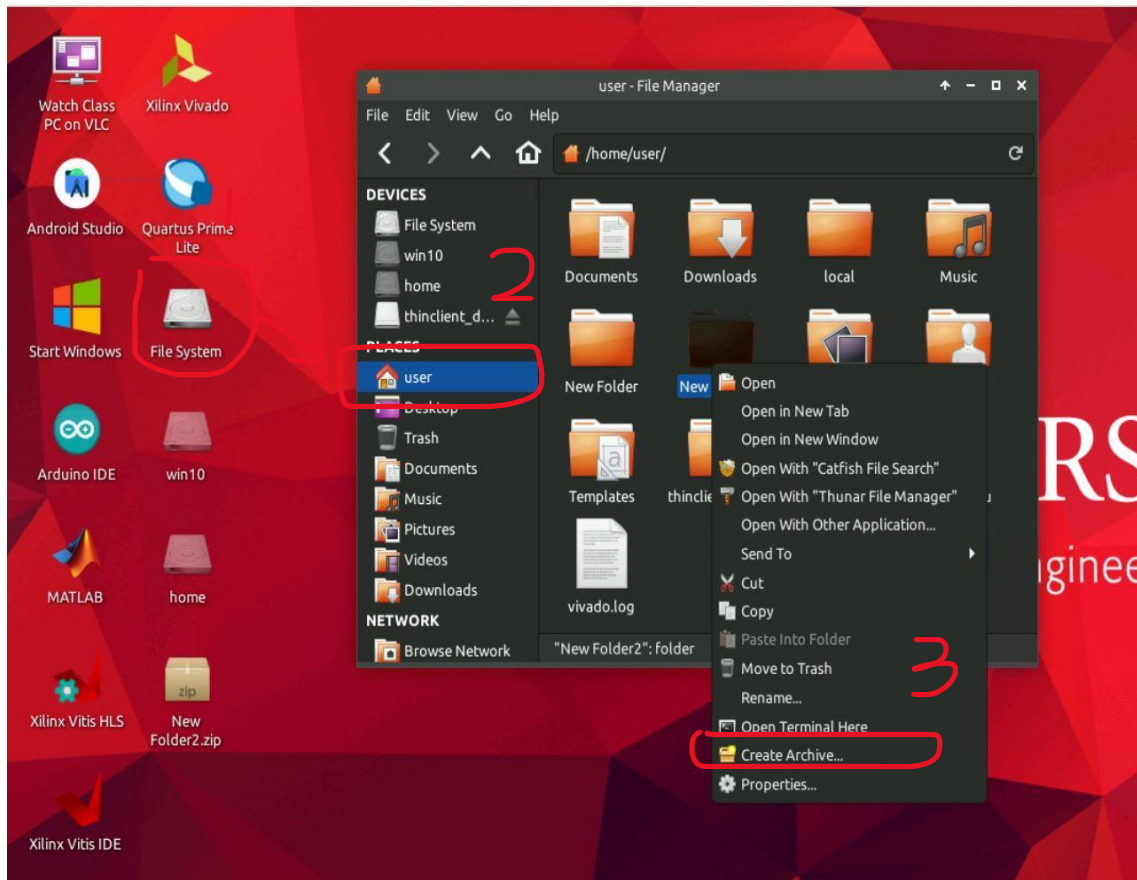 Watch Class
PC on VLC
Xilinx Vivado
Android Studio
Quartus Prime
Lite
Start Windows
File System
Arduino IDE
win10
MATLAB
home
Xilinx Vitis HLS
zip
New
Folder2.zip
Xilinx Vitis IDE
user - File Manager
File Edit View Go Help
/home/user/
DEVICES
File System
win10
home
thinclient_d...
2
PLACES
user
Desktop
Trash
Documents
Music
Pictures
Videos
Downloads
NETWORK
Browse Network
Documents
Downloads
local
Music
New Folder
New
Templates
thinclie
vivado.log
"New Folder2": folder
Open
Open in New Tab
Open in New Window
Open With "Catfish File Search"
Open With "Thunar File Manager"
Open With Other Application...
Send To
Cut
Copy
Paste Into Folder
Move to Trash
Rename...
Open Terminal Here
Create Archive...
Properties...
3
RS
ginee